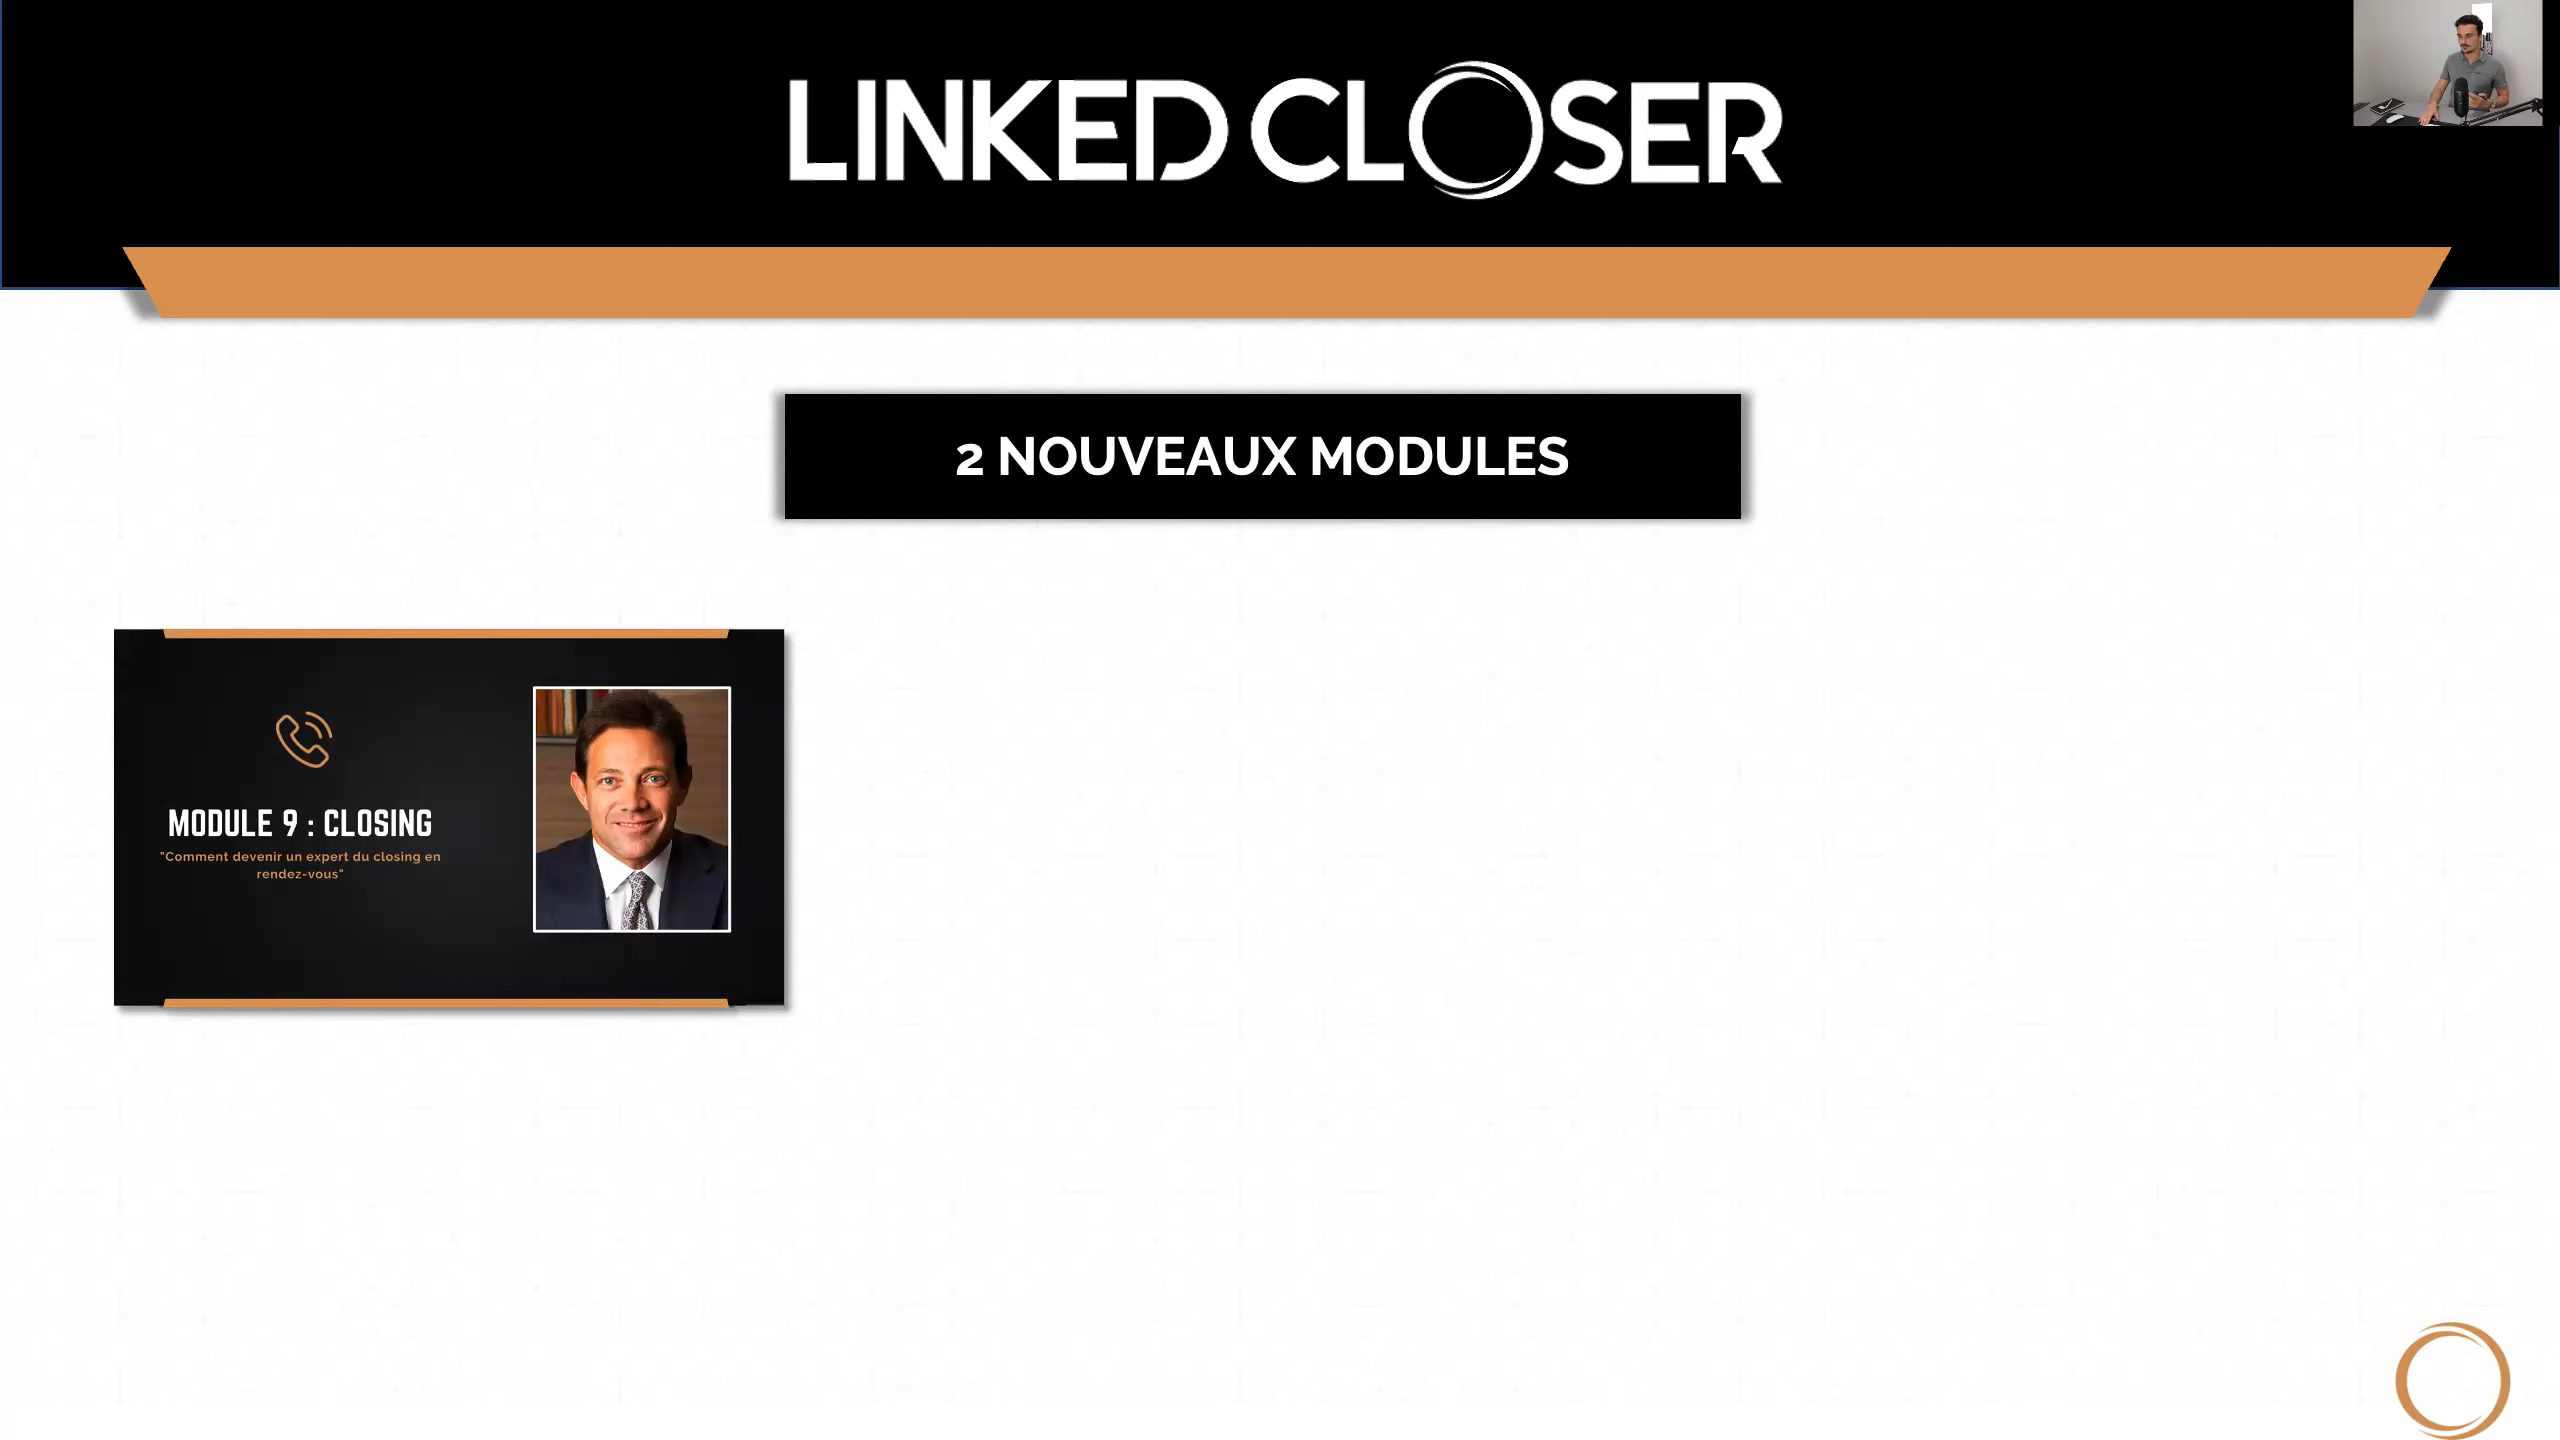 LINKED CLOSER
2 NOUVEAUX MODULES
MODULE 9 : CLOSING
"Comment devenir un expert du closing en
rendez-vous"